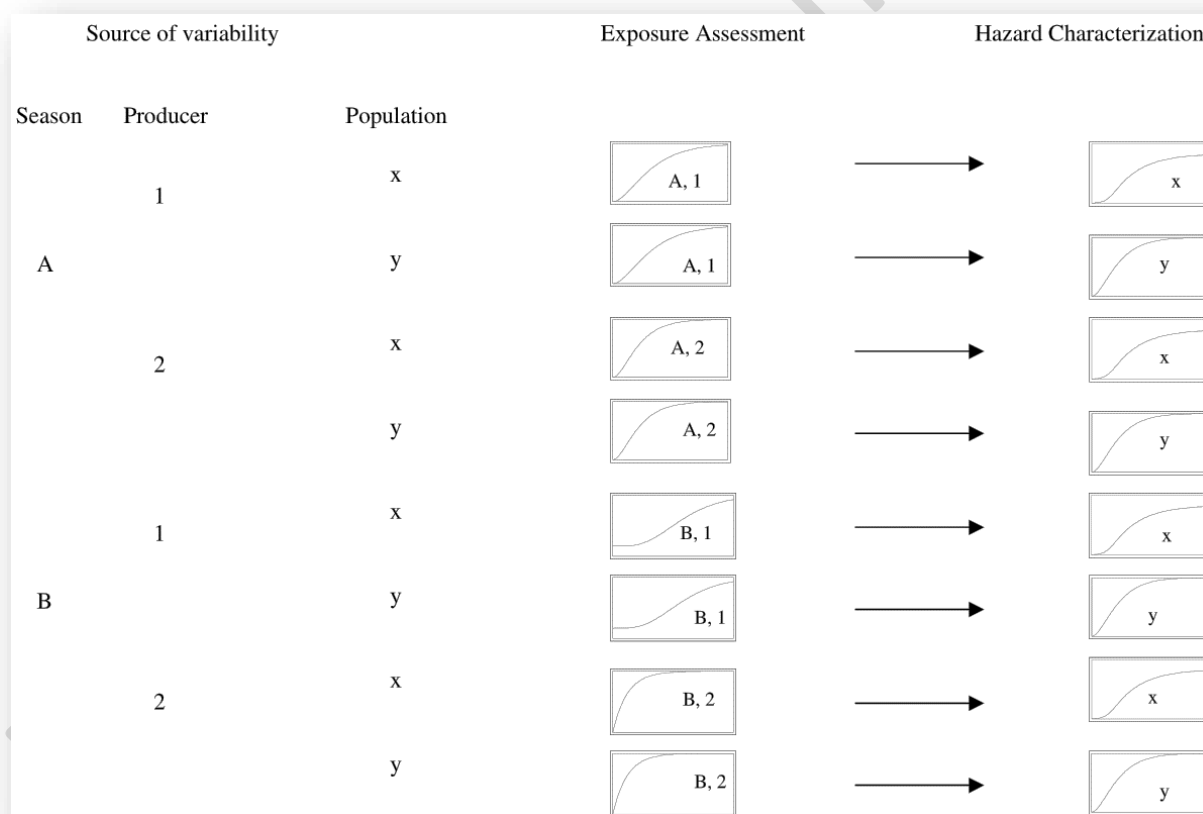 Source of variability Exposure Assessment Hazard Characterization
Season Producer Population
x A, 1 x
1
A y A, 1 y
x A, 2 x
2
y A, 2 y
x B, 1 x
1
B y B, 1 y
x B, 2 x
2
y B, 2 y